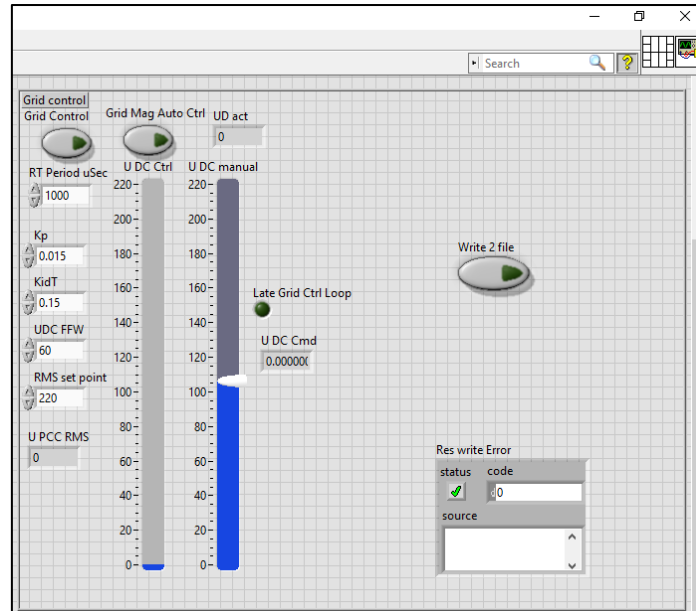 Search
?
Grid control
Grid Control
Grid Mag Auto Ctrl
UD act
0
RT Period uSec
1000
U DC Ctrl
U DC manual
220
200
180
160
140
120
100
80
60
40
20
0
220
200
180
160
140
120
100
80
60
40
20
0
Kp
0.015
KidT
0.15
UDC FFW
60
RMS set point
220
U PCC RMS
0
Late Grid Ctrl Loop
U DC Cmd
0.000000
Write 2 file
Res write Error
status
code
0
source